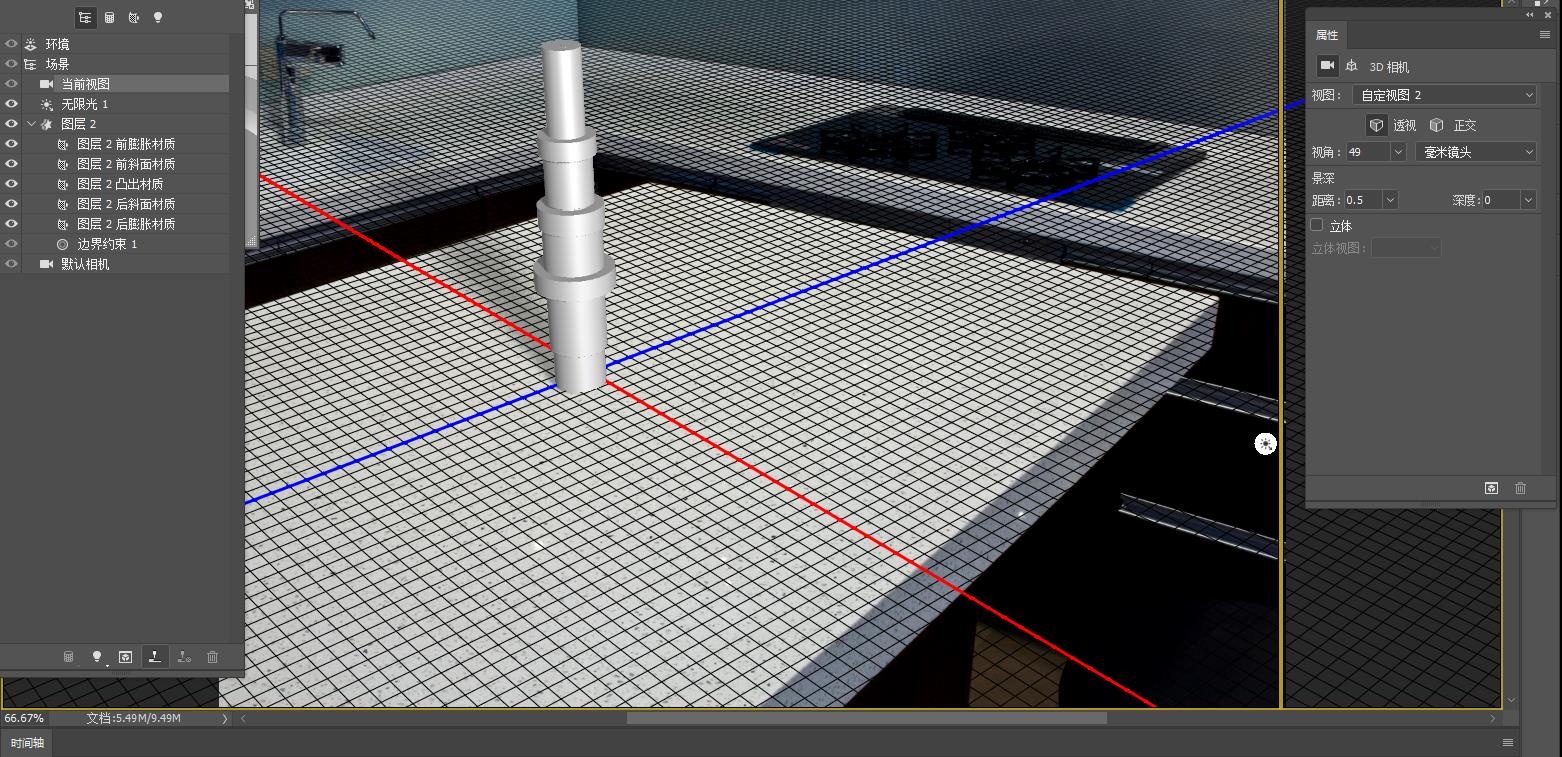 环境
场景
当前视图
无限光 1
图层 2
图层 2 前膨胀材质
图层 2 前斜面材质
图层 2 凸出材质
图层 2 后斜面材质
图层 2 后膨胀材质
边界约束 1
默认相机
属性
3D 相机
视图: 自定视图 2
透视 正交
视角: 49 毫米镜头
景深
距离: 0.5 深度: 0
立体
立体视图:
66.67% 文档:5.49M/9.49M
时间轴